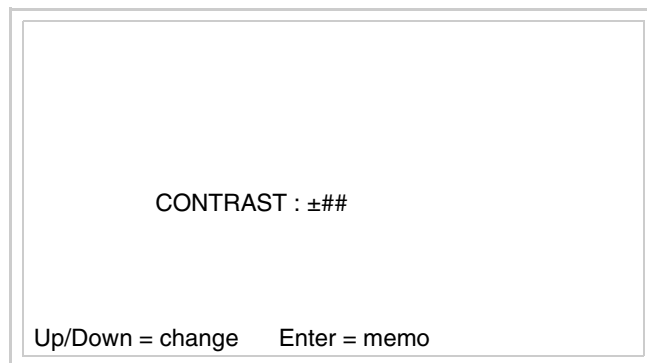 CONTRAST : ±##
Up/Down = change Enter = memo